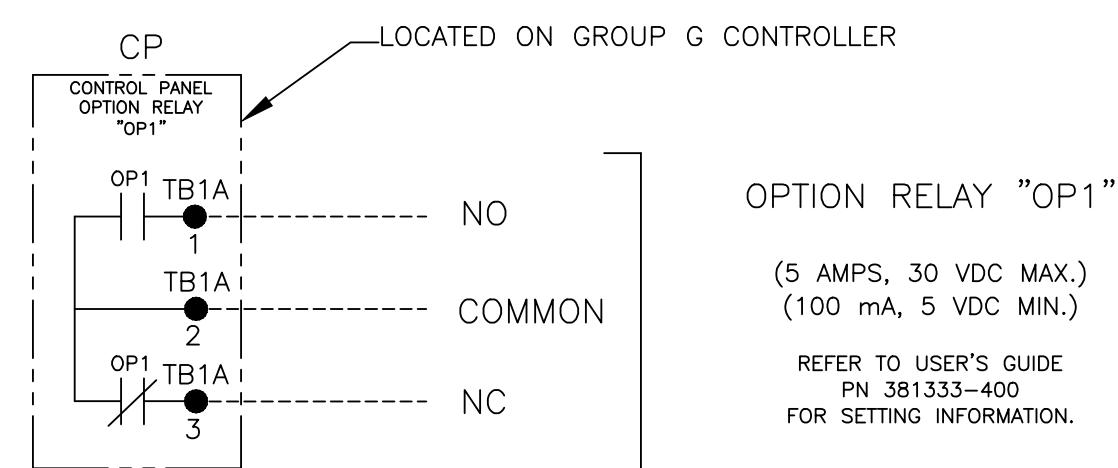 CP
LOCATED ON GROUP G CONTROLLER
CONTROL PANEL
OPTION RELAY
"OP1"
OP1
TB1A
1
NO
TB1A
2
COMMON
OP1
TB1A
3
NC
OPTION RELAY "OP1"
(5 AMPS, 30 VDC MAX.)
(100 mA, 5 VDC MIN.)
REFER TO USER'S GUIDE
PN 381333-400
FOR SETTING INFORMATION.